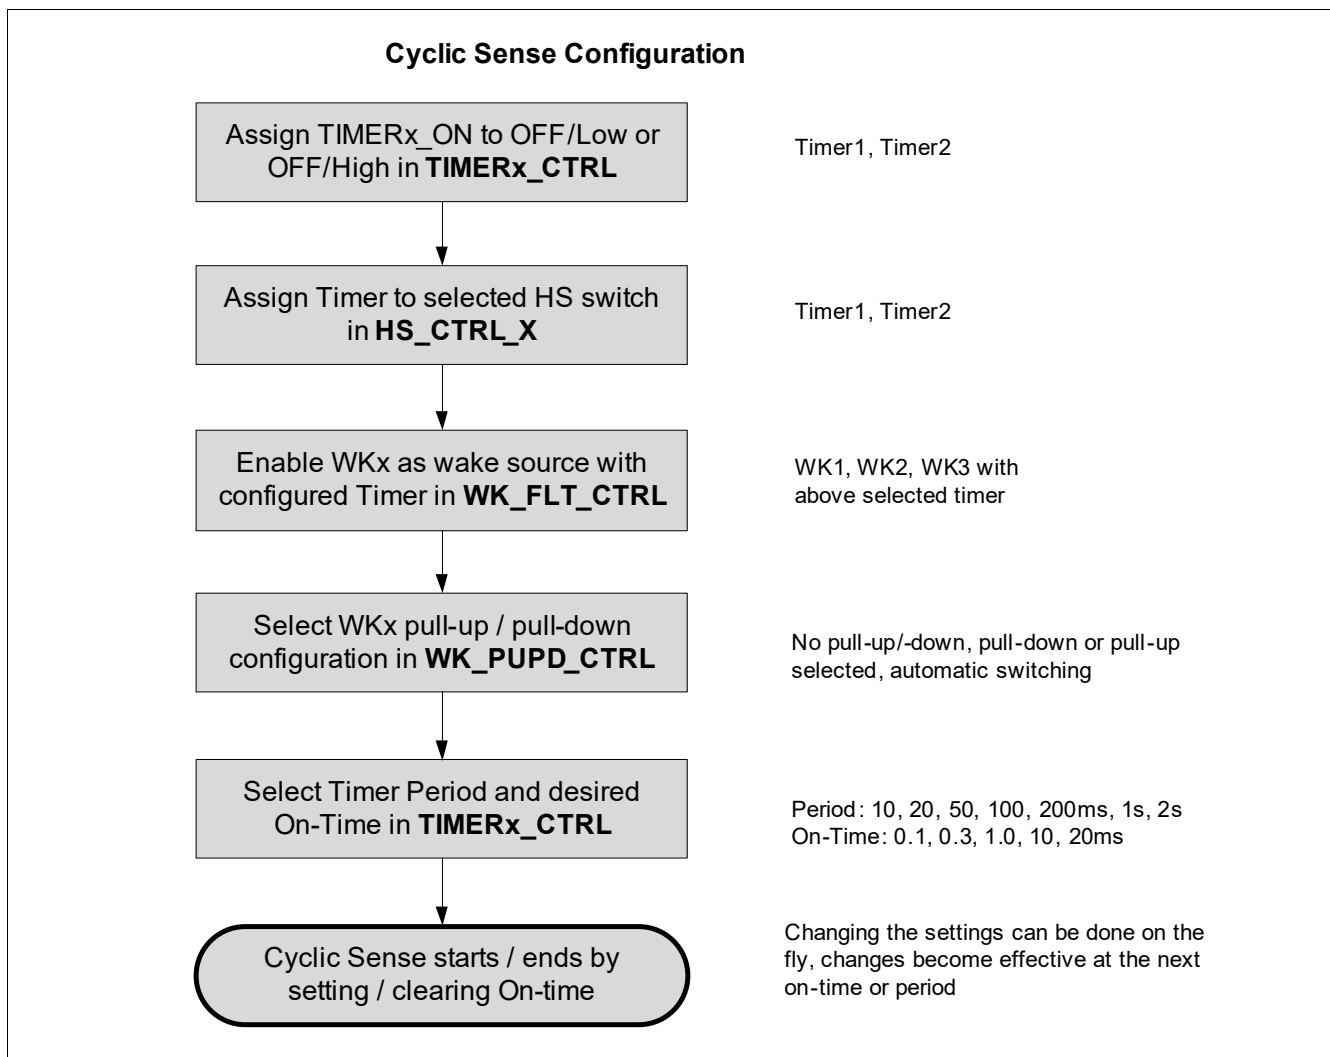 Cyclic Sense Configuration
Assign TIMERx_ON to OFF/Low or
OFF/High in TIMERx_CTRL
Timer1, Timer2
Assign Timer to selected HS switch
in HS_CTRL_X
Timer1, Timer2
Enable WKx as wake source with
configured Timer in WK_FLT_CTRL
WK1, WK2, WK3 with
above selected timer
Select WKx pull-up / pull-down
configuration in WK_PUPD_CTRL
No pull-up/-down, pull-down or pull-up
selected, automatic switching
Select Timer Period and desired
On-Time in TIMERx_CTRL
Period: 10, 20, 50, 100, 200ms, 1s, 2s
On-Time: 0.1, 0.3, 1.0, 10, 20ms
Cyclic Sense starts / ends by
setting / clearing On-time
Changing the settings can be done on the
fly, changes become effective at the next
on-time or period